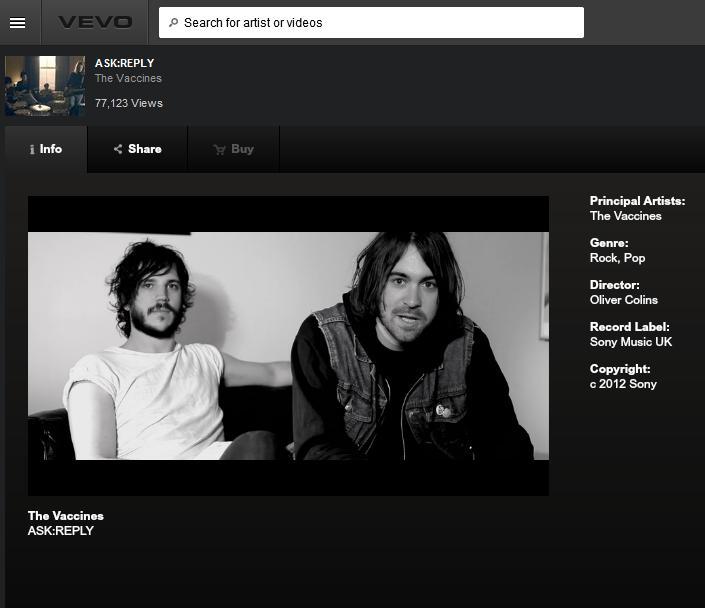 VEVO
Search for artist or videos
ASK:REPLY
The Vaccines
77,123 Views
Info
Share
Buy
Principal Artists:
The Vaccines
Genre:
Rock, Pop
Director:
Oliver Colins
Record Label:
Sony Music UK
Copyright:
c 2012 Sony
The Vaccines
ASK:REPLY